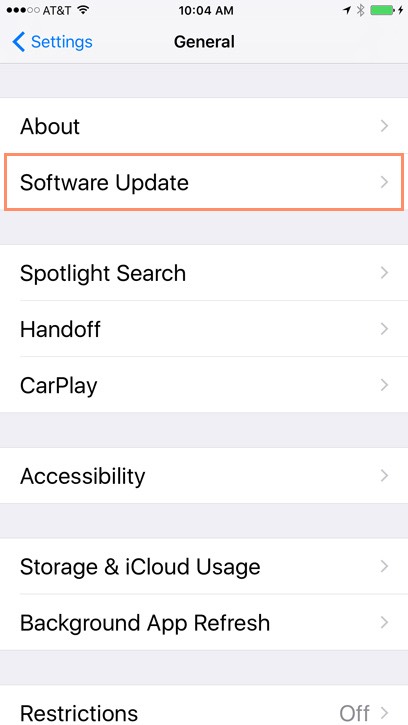 AT&T 10:04 AM
Settings General
About
Software Update
Spotlight Search
Handoff
CarPlay
Accessibility
Storage & iCloud Usage
Background App Refresh
Restrictions Off